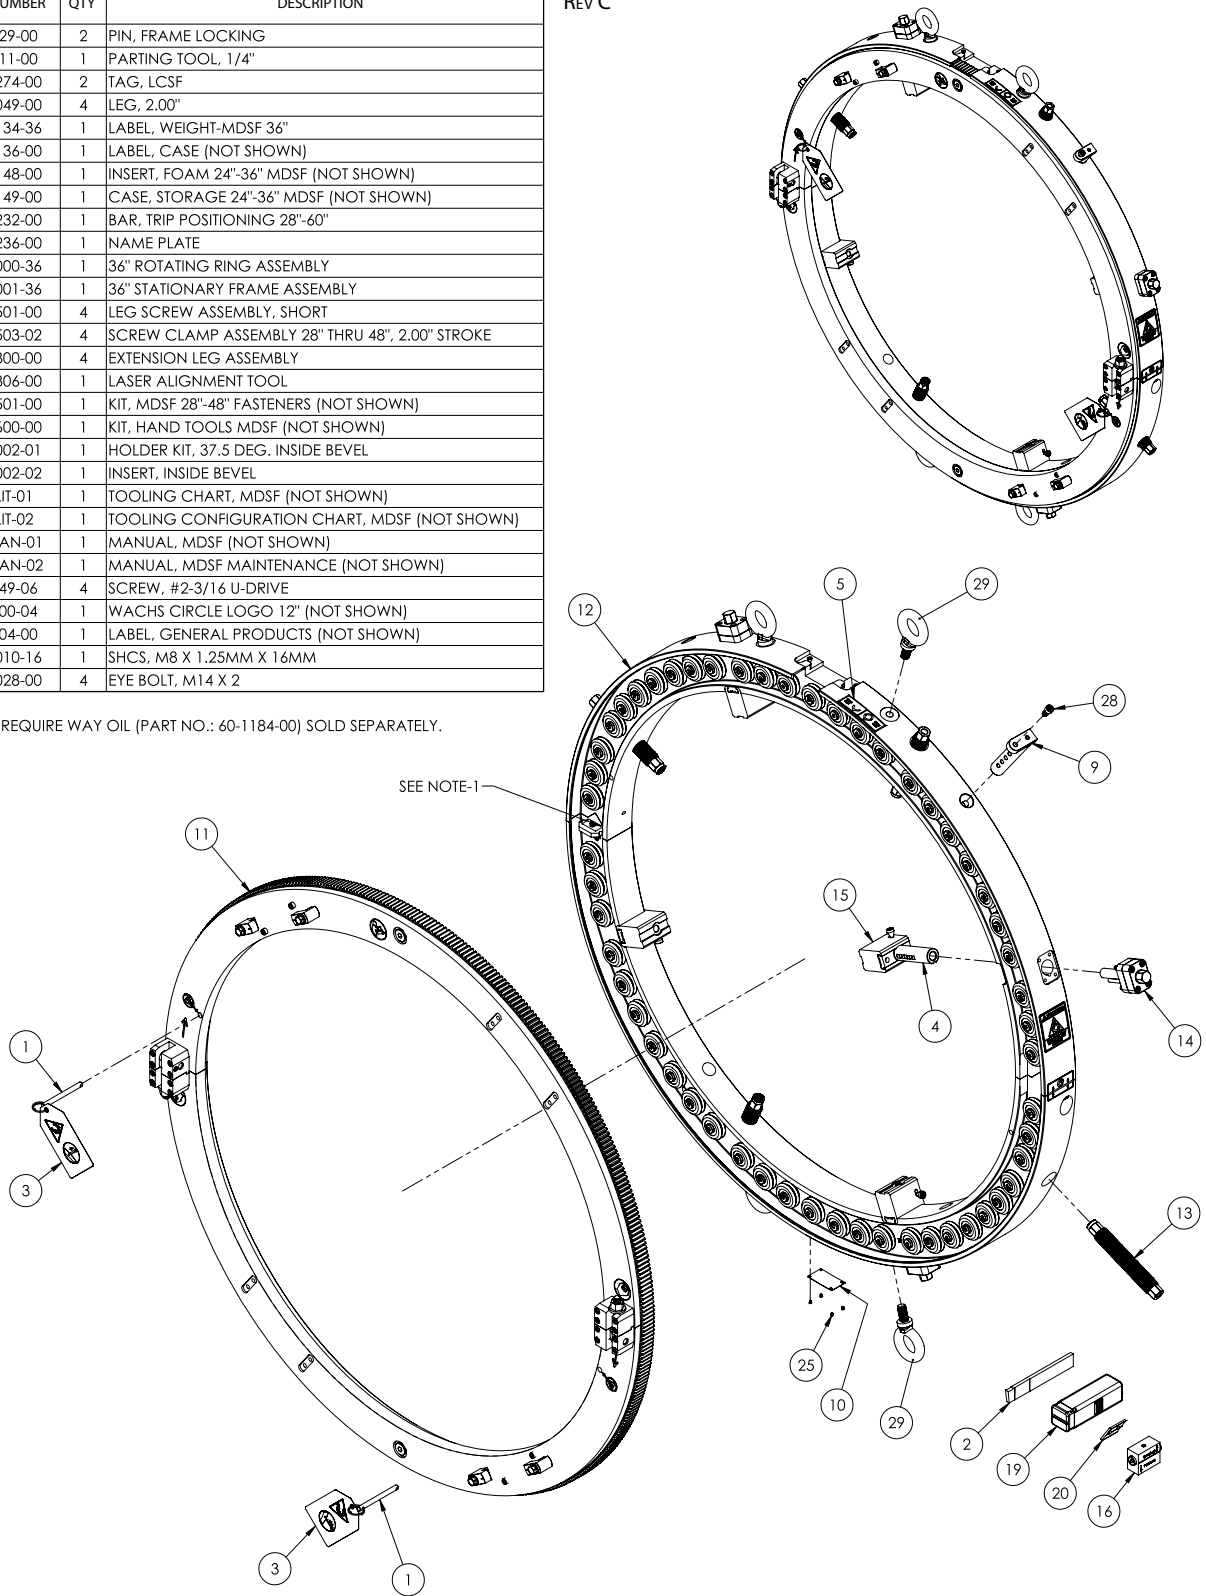 UMBER QTY DESCRIPTION
29-00 2 PIN, FRAME LOCKING
11-00 1 PARTING TOOL, 1/4"
274-00 2 TAG, LCSF
049-00 4 LEG, 2.00"
134-36 1 LABEL, WEIGHT-MDSF 36"
136-00 1 LABEL, CASE (NOT SHOWN)
148-00 1 INSERT, FOAM 24"-36" MDSF (NOT SHOWN)
149-00 1 CASE, STORAGE 24"-36" MDSF (NOT SHOWN)
232-00 1 BAR, TRIP POSITIONING 28"-60"
236-00 1 NAME PLATE
000-36 1 36" ROTATING RING ASSEMBLY
001-36 1 36" STATIONARY FRAME ASSEMBLY
501-00 4 LEG SCREW ASSEMBLY, SHORT
503-02 4 SCREW CLAMP ASSEMBLY 28" THRU 48", 2.00" STROKE
800-00 4 EXTENSION LEG ASSEMBLY
806-00 1 LASER ALIGNMENT TOOL
501-00 1 KIT, MDSF 28"-48" FASTENERS (NOT SHOWN)
600-00 1 KIT, HAND TOOLS MDSF (NOT SHOWN)
002-01 1 HOLDER KIT, 37.5 DEG. INSIDE BEVEL
002-02 1 INSERT, INSIDE BEVEL
IT-01 1 TOOLING CHART, MDSF (NOT SHOWN)
IT-02 1 TOOLING CONFIGURATION CHART, MDSF (NOT SHOWN)
AN-01 1 MANUAL, MDSF (NOT SHOWN)
AN-02 1 MANUAL, MDSF MAINTENANCE (NOT SHOWN)
49-06 4 SCREW, #2-3/16 U-DRIVE
00-04 1 WACHS CIRCLE LOGO 12" (NOT SHOWN)
04-00 1 LABEL, GENERAL PRODUCTS (NOT SHOWN)
010-16 1 SHCS, M8 X 1.25MM X 16MM
028-00 4 EYE BOLT, M14 X 2
REQUIRE WAY OIL (PART NO.: 60-1184-00) SOLD SEPARATELY.
REV C
5
29
12
28
9
SEE NOTE-1
11
15
4
14
1
3
13
25
10
29
2
19
20
16
3
1